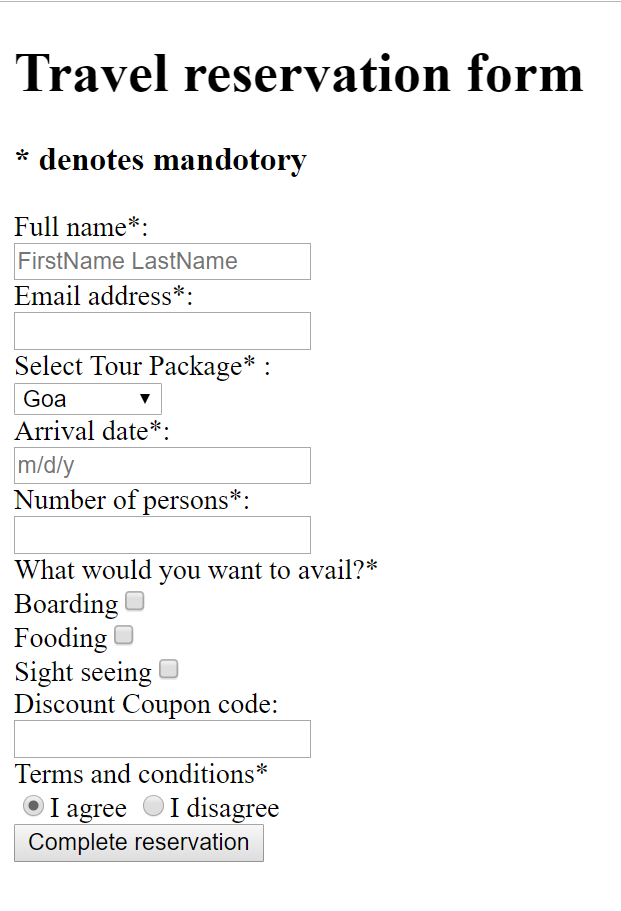 Travel reservation form
* denotes mandotory
Full name*:
FirstName LastName
Email address*:
Select Tour Package* :
Goa
Arrival date*:
m/d/y
Number of persons*:
What would you want to avail?*
Boarding
Fooding
Sight seeing
Discount Coupon code:
Terms and conditions*
I agree I disagree
Complete reservation